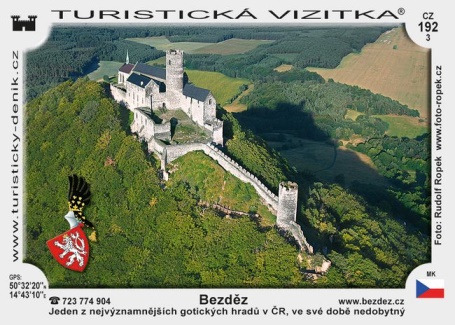 TURISTICKÁ VIZITKA®
CZ
192
3
www.turisticky-denik.cz
Foto: Rudolf Ropek www.foto-ropek.cz
GPS:
50°32'20"N
14°43'10"E
MK
☎ 723 774 904
Bezděz
www.bezdez.cz
Jeden z nejvýznamnějších gotických hradů v ČR, ve své době nedobytný